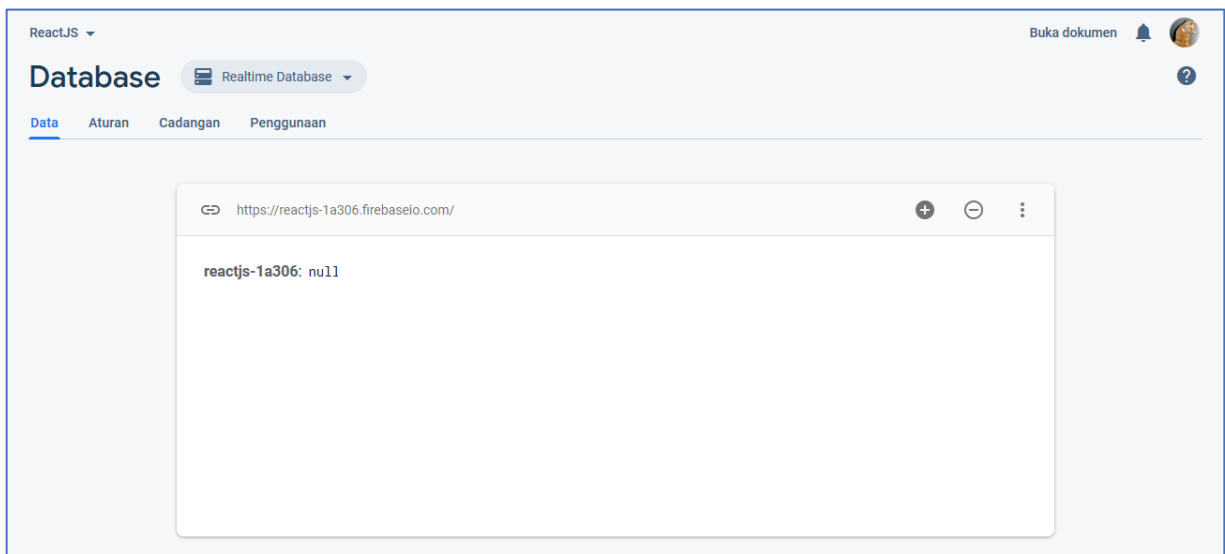 ReactJS
Buka dokumen
Database
Realtime Database
Data Aturan Cadangan Penggunaan
https://reactjs-1a306.firebaseio.com/
reactjs-1a306: null